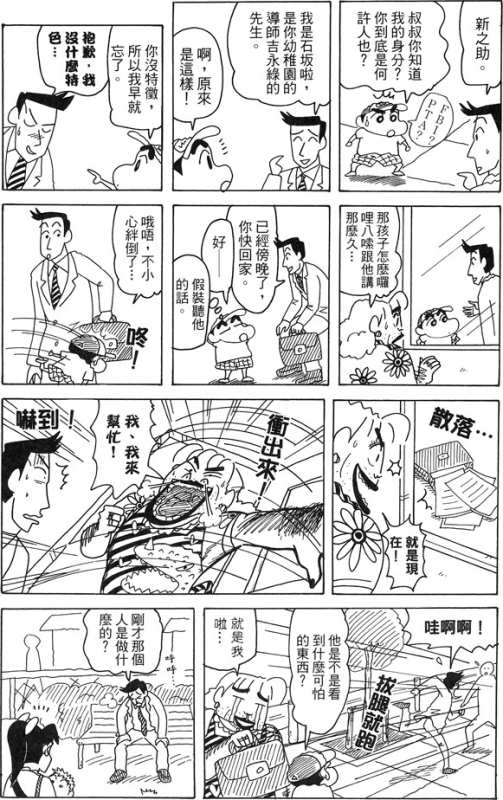 新之助。
叔叔你知道
我的身分?
你到底是何
許人也?
FBI?
PTA?
我是石坂啦,
是你幼稚園的
導師吉永綠的
先生。
啊,原來
是這樣!
你沒特徵,
所以我早就
忘了。
抱歉,我
沒什麼特
色…
那孩子怎麼囉
哩八嗦跟他講
那麼久…
已經傍晚了,
你快回家。
好——
假裝聽他
的話。
哦唔,不小
心絆倒了…
咚!
散落…
就是現
在!
衝出來!
我、我來
幫忙!
嚇到!
哇啊啊!
拔腿就跑
他是不是看
到什麼可怕
的東西?
就是我
啦…
剛才那個
人是做什
麼的?
呼呼